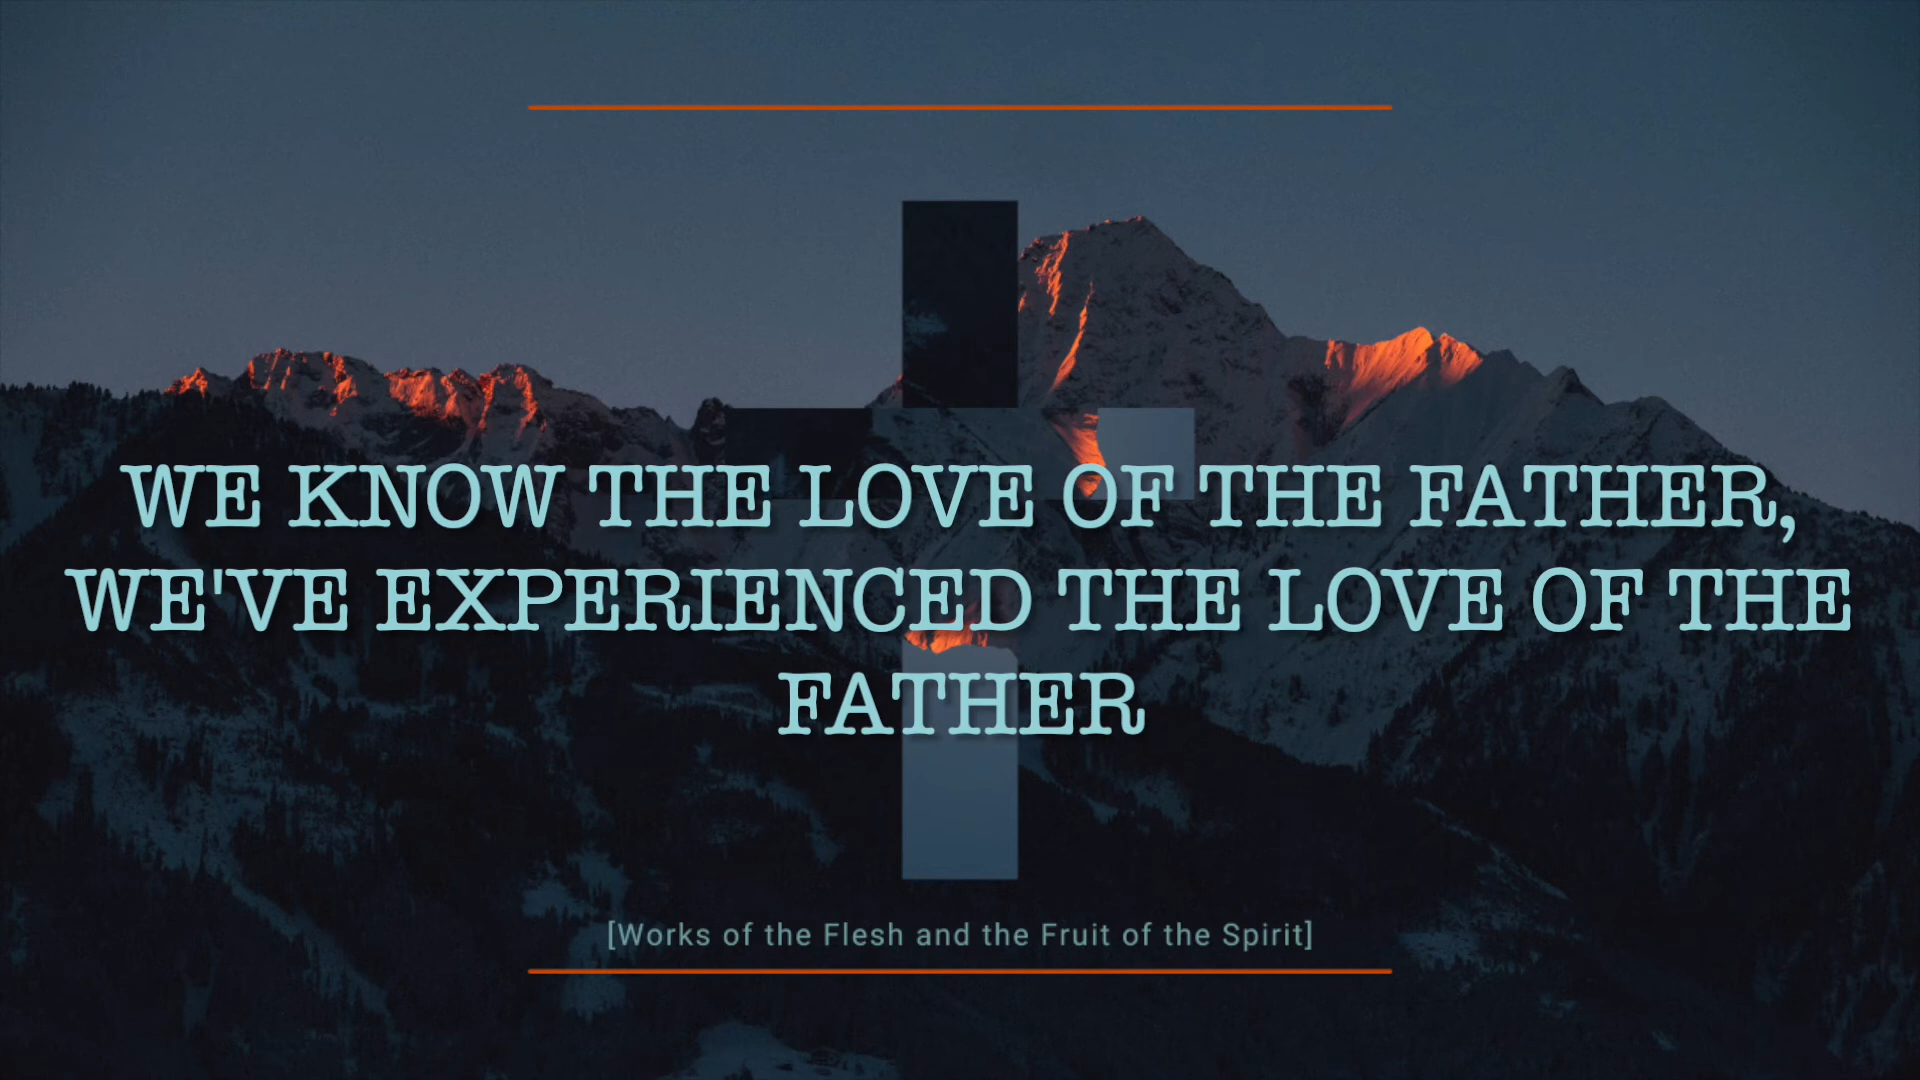 WE KNOW THE LOVE OF THE FATHER,
WE'VE EXPERIENCED THE LOVE OF THE
FATHER
[Works of the Flesh and the Fruit of the Spirit]